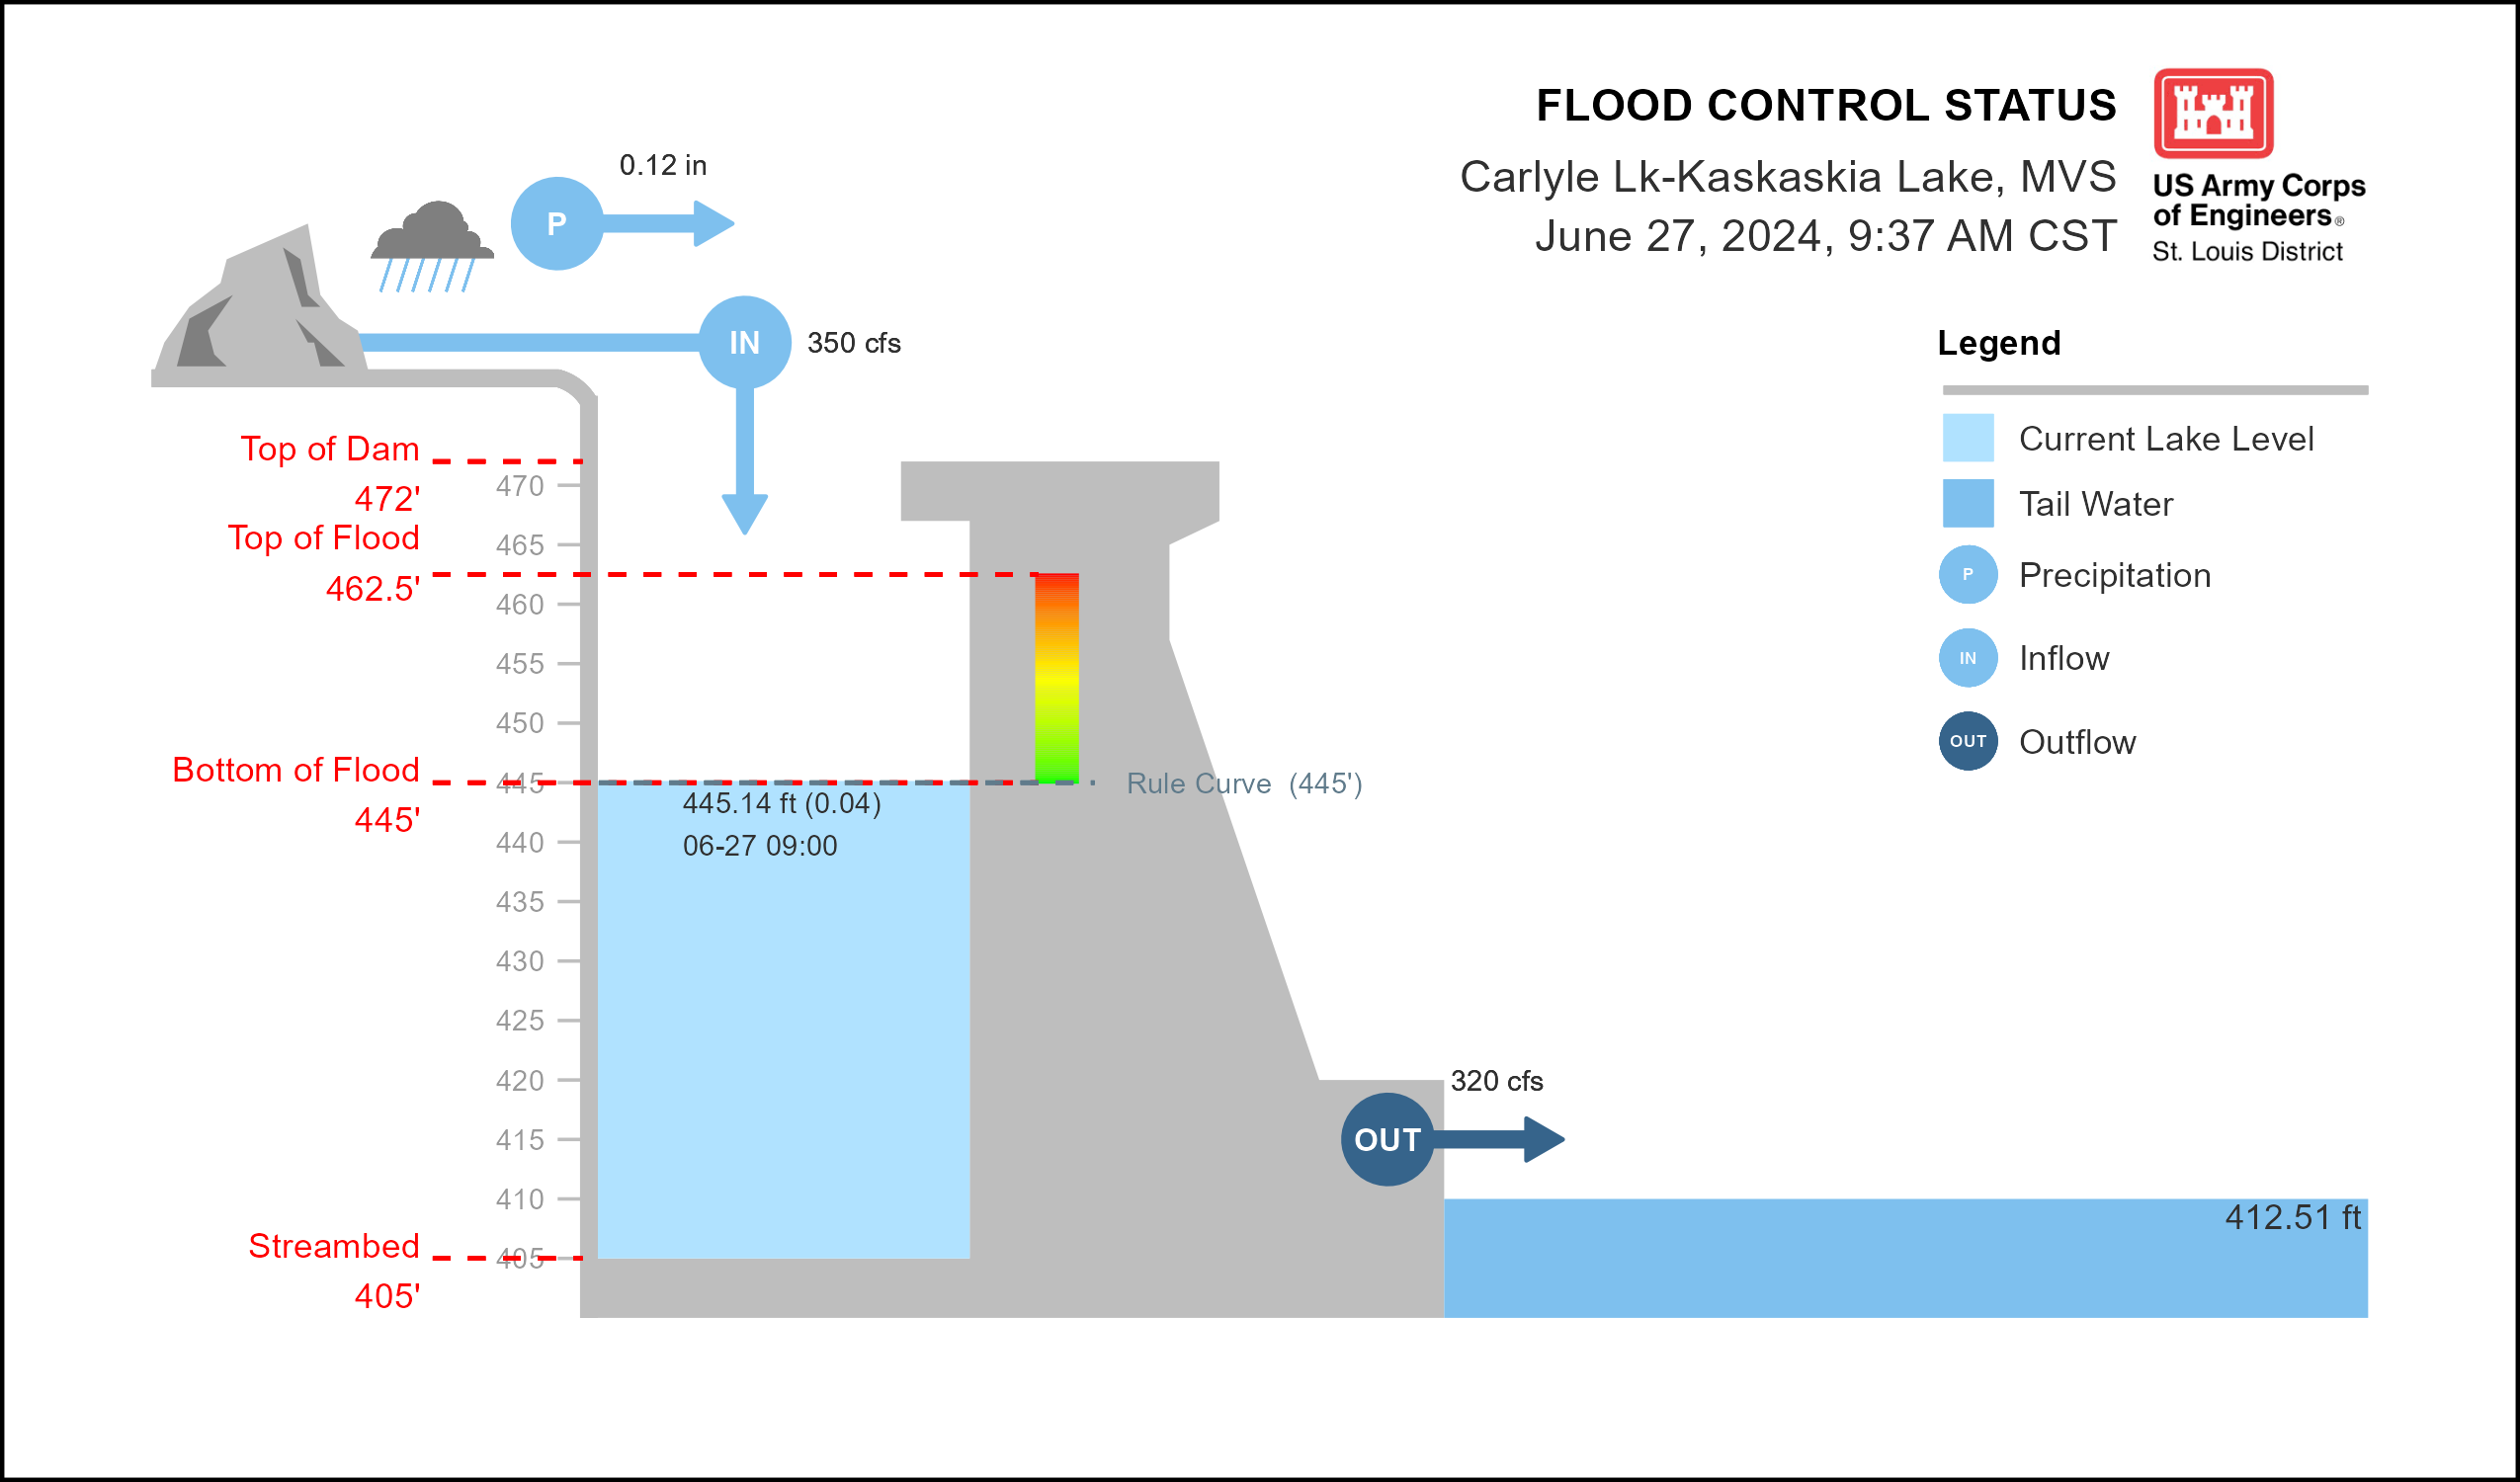 FLOOD CONTROL STATUS
Carlyle Lk-Kaskaskia Lake, MVS
June 27, 2024, 9:37 AM CST
US Army Corps
of Engineers®
St. Louis District
0.12 in
P
IN
350 cfs
Legend
Current Lake Level
Tail Water
P Precipitation
IN Inflow
OUT Outflow
Top of Dam
472'
470
Top of Flood
465
462.5'
460
455
450
Bottom of Flood
445
Rule Curve (445')
445.14 ft (0.04)
445'
06-27 09:00
440
435
430
425
420
320 cfs
415
OUT
410
412.51 ft
Streambed
405
405'